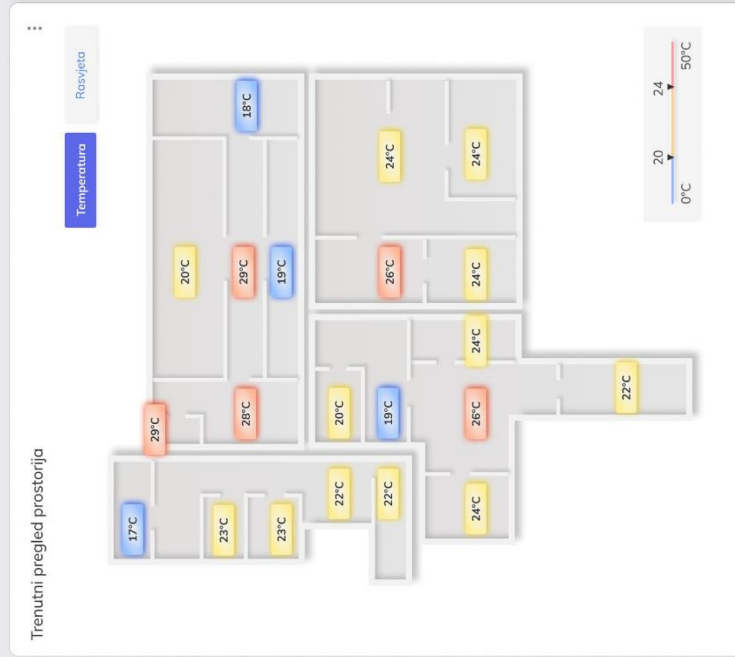 Trenutni pregled prostorija
Temperatura Rasvjeta
17°C
29°C
20°C
23°C 28°C 29°C 18°C
23°C 19°C
22°C 20°C
22°C 19°C 26°C 24°C
24°C 26°C 24°C 24°C 24°C
22°C
20 24
0°C 50°C